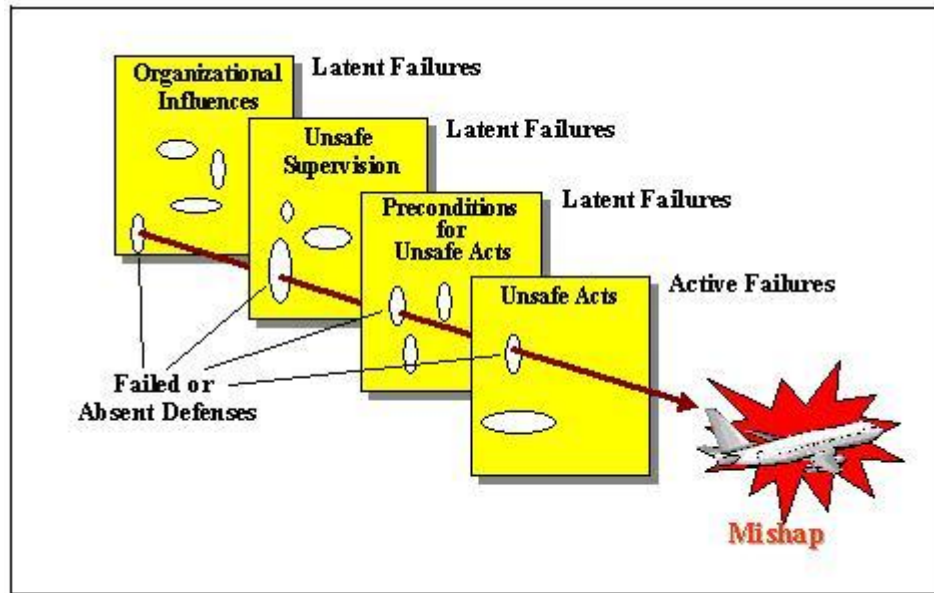 Organizational
Influences
Latent Failures
Unsafe
Supervision
Latent Failures
Preconditions
for
Unsafe Acts
Latent Failures
Unsafe Acts
Active Failures
Failed or
Absent Defenses
Mishap